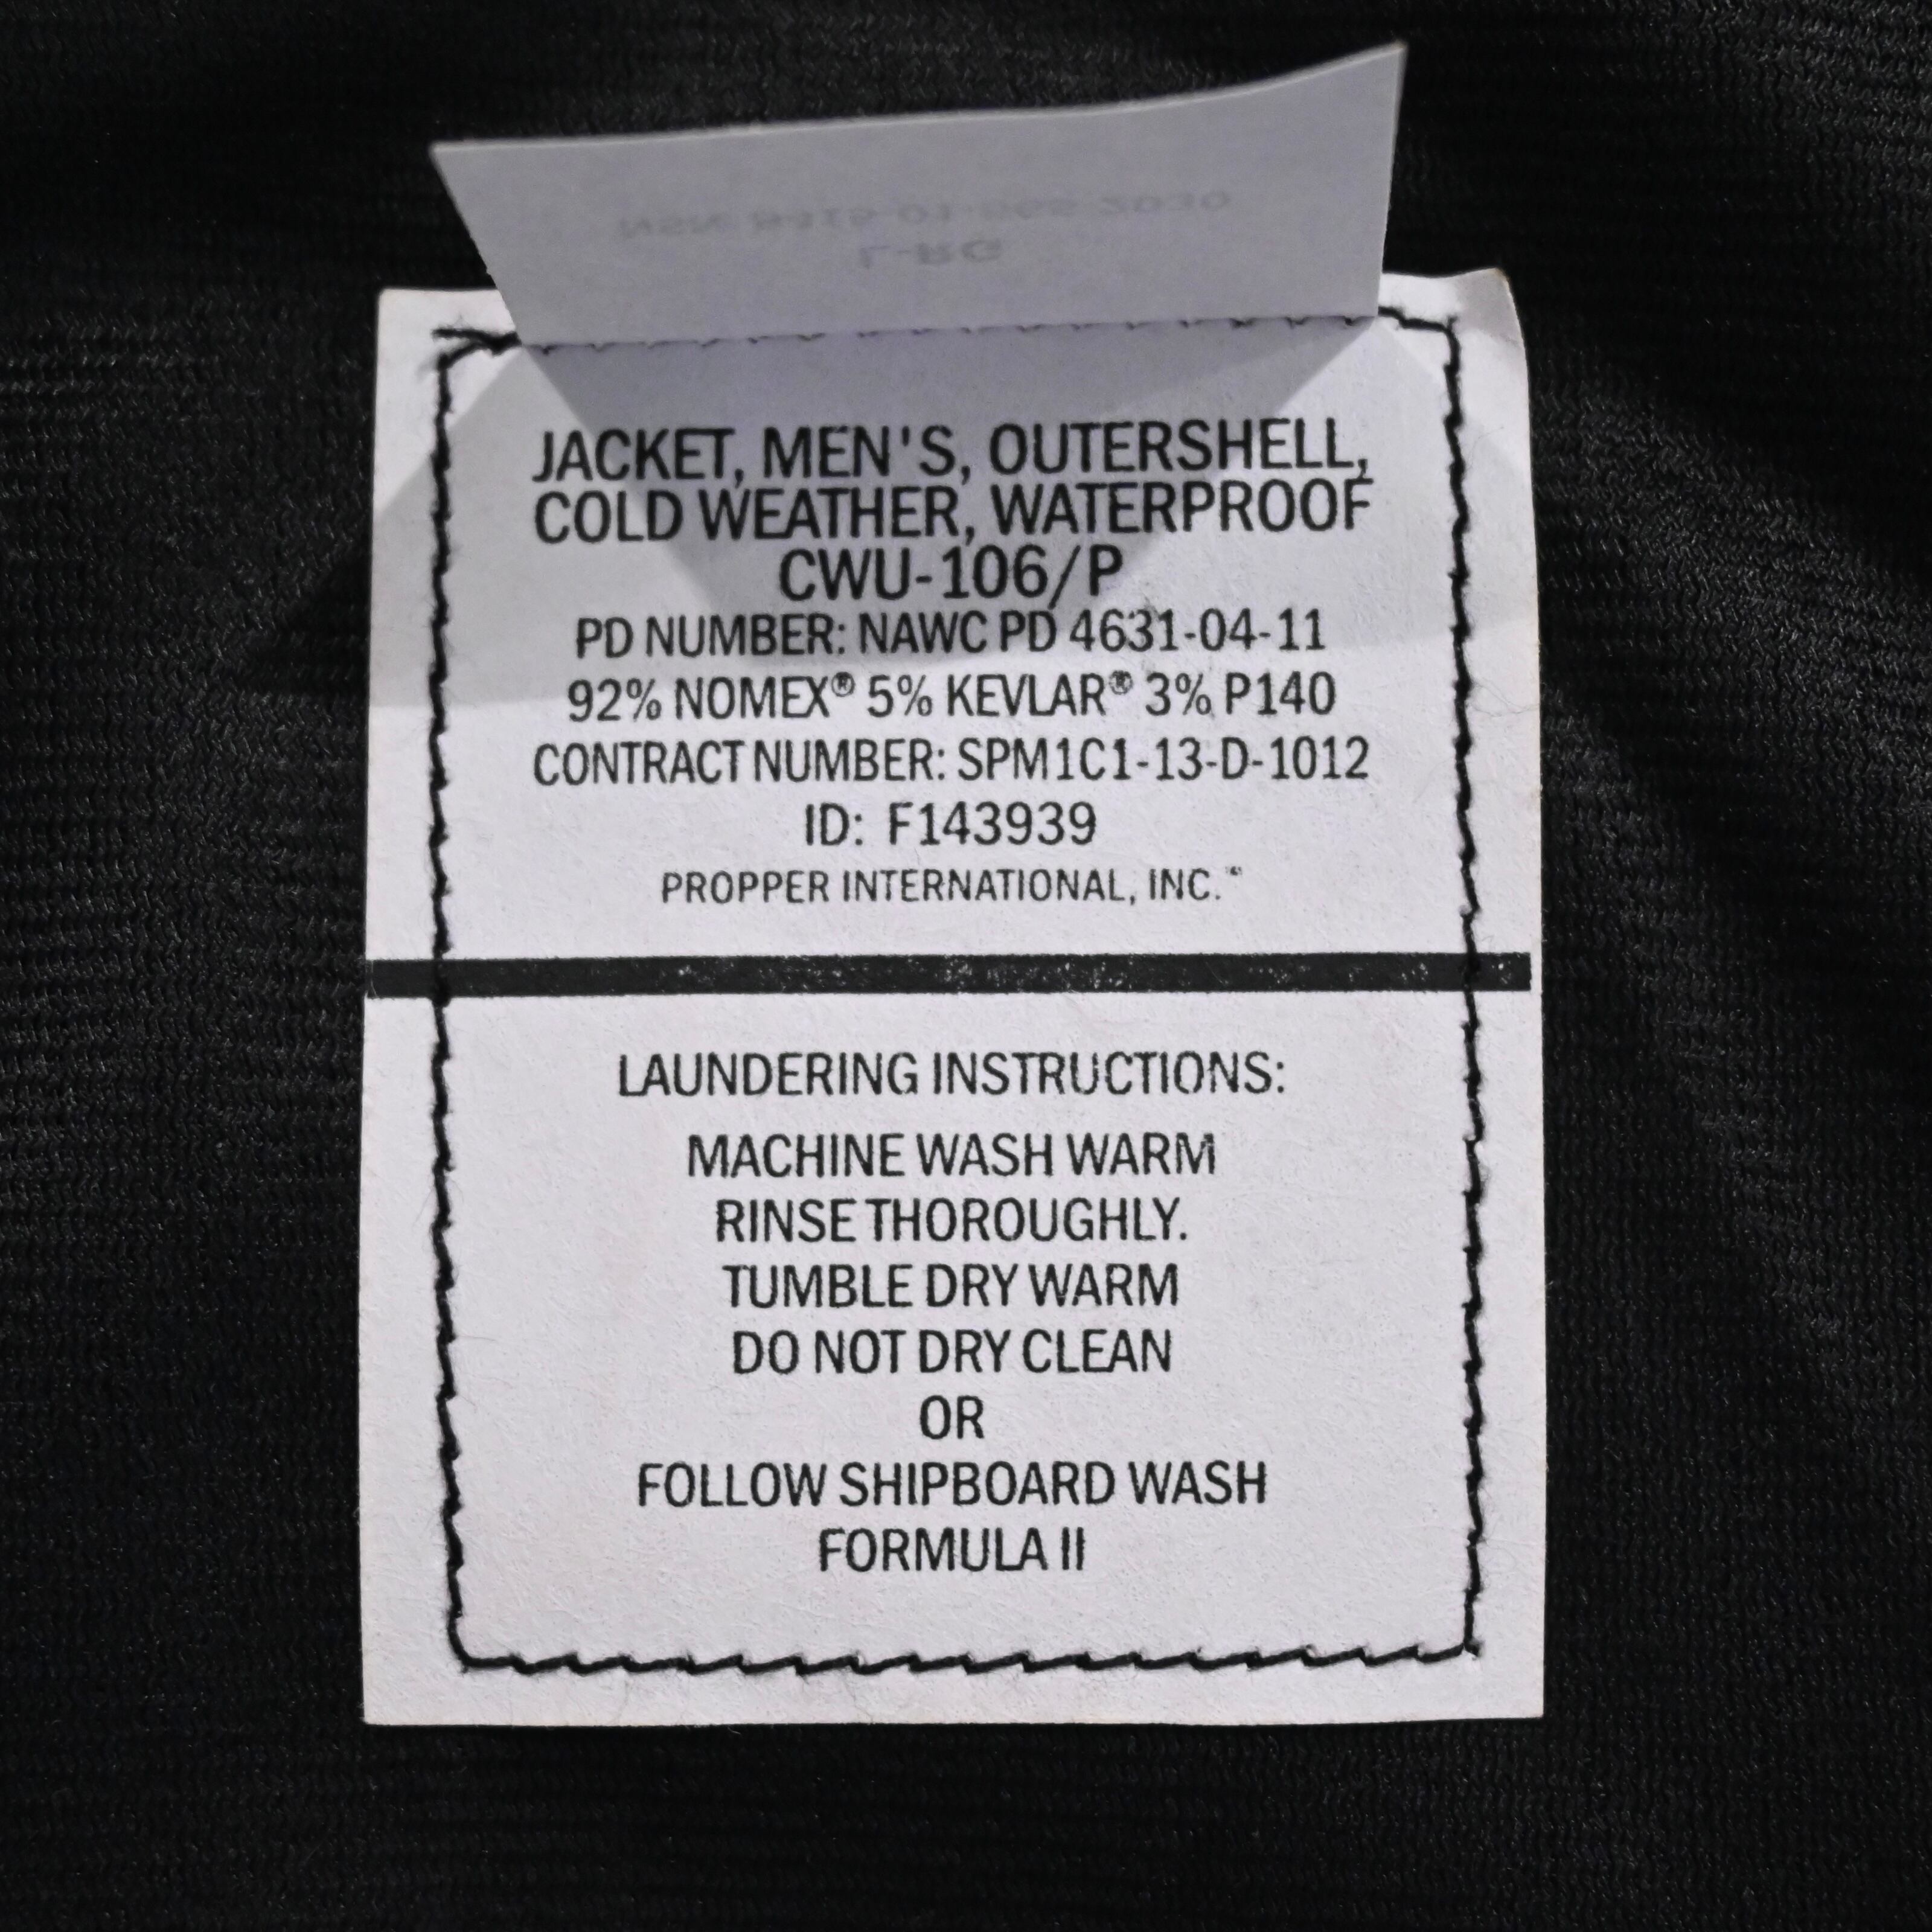 L-RG
JACKET, MEN'S, OUTERSHELL,
COLD WEATHER, WATERPROOF
CWU-106/P
PD NUMBER: NAWC PD 4631-04-11
92% NOMEX® 5% KEVLAR® 3% P140
CONTRACT NUMBER: SPM1C1-13-D-1012
ID: F143939
PROPPER INTERNATIONAL, INC.™
LAUNDERING INSTRUCTIONS:
MACHINE WASH WARM
RINSE THOROUGHLY.
TUMBLE DRY WARM
DO NOT DRY CLEAN
OR
FOLLOW SHIPBOARD WASH
FORMULA II